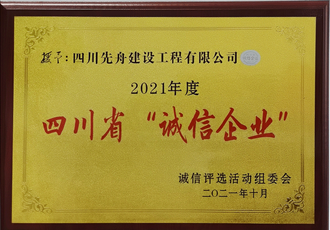 授予：四川先舟建设工程有限公司
2021年度
四川省“诚信企业”
诚信评选活动组委会
二〇二一年十月